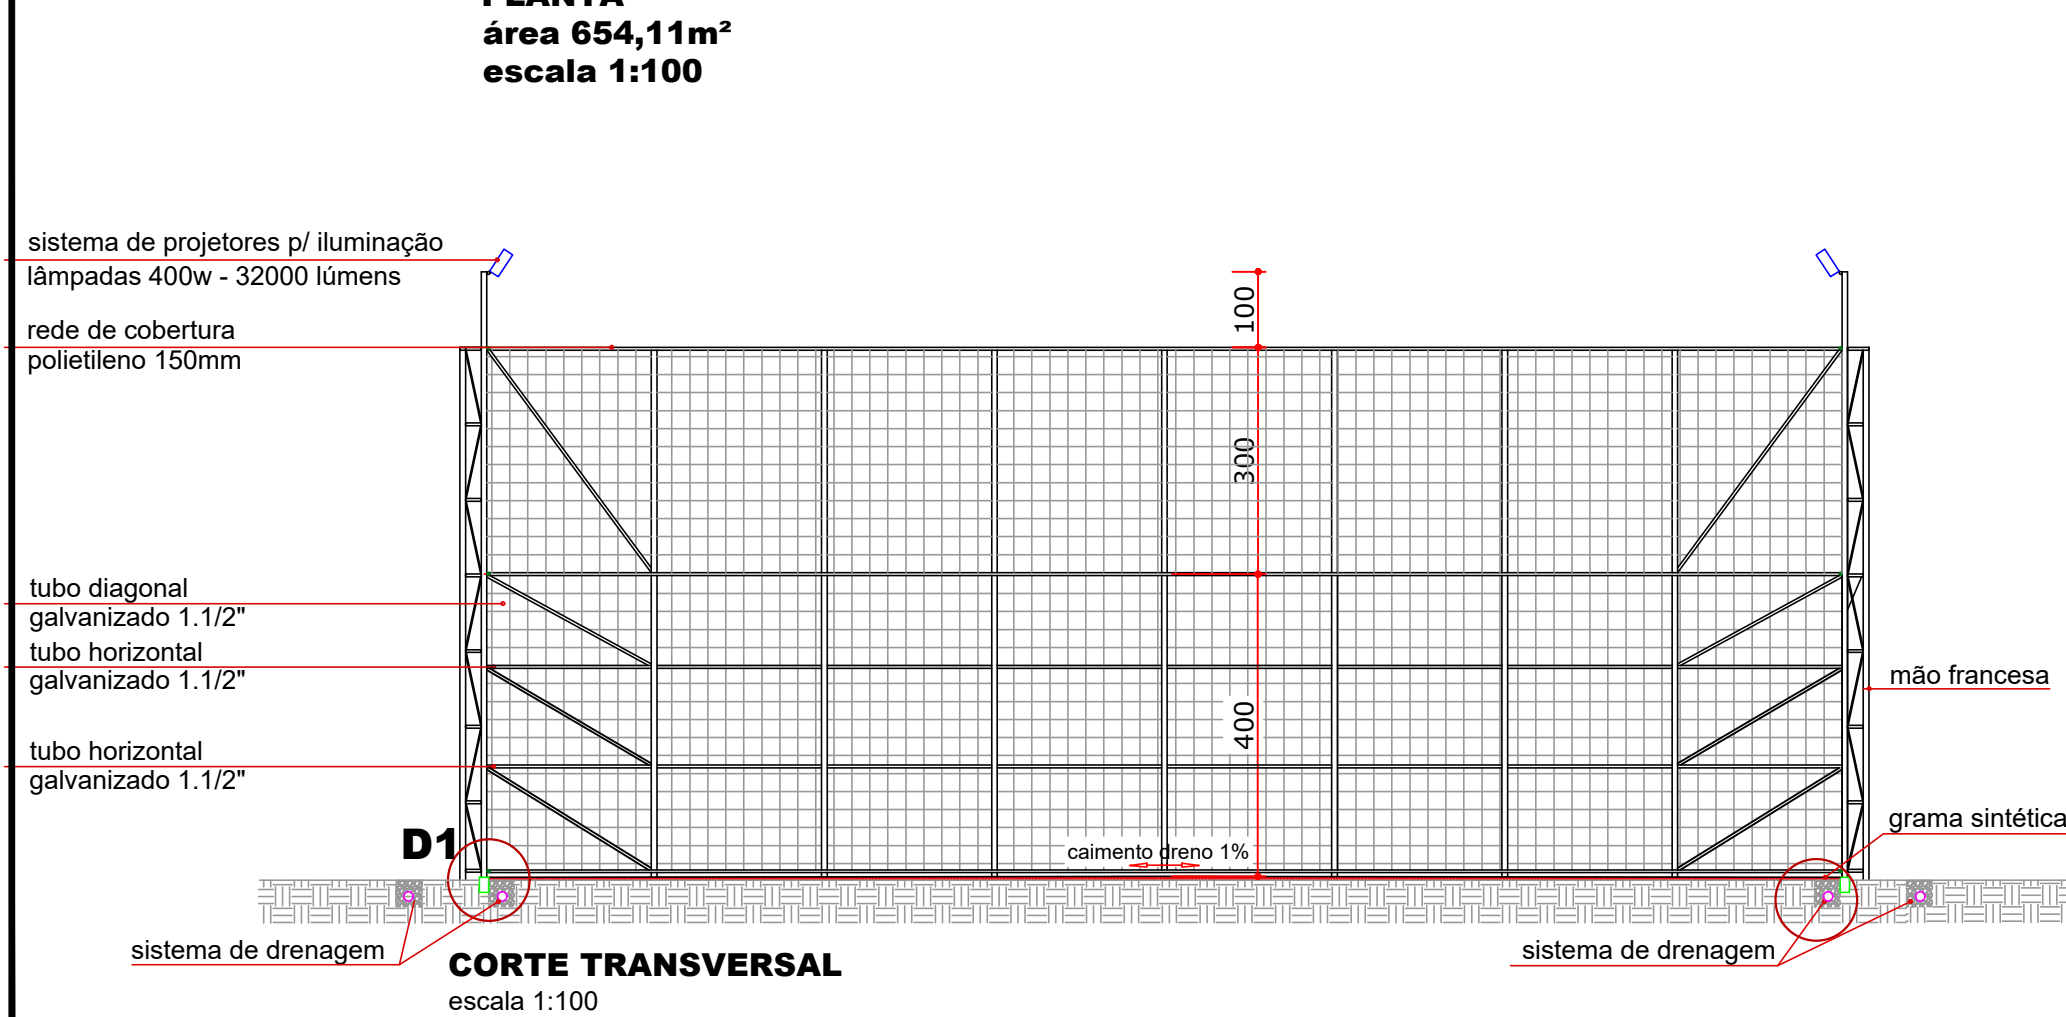 PLANTA
área 654,11m²
escala 1:100
sistema de projetores p/ iluminação
lâmpadas 400w - 32000 lúmens
rede de cobertura
polietileno 150mm
100
300
tubo diagonal
galvanizado 1.1/2"
tubo horizontal
galvanizado 1.1/2"
mão francesa
400
tubo horizontal
galvanizado 1.1/2"
grama sintética
D1
caimento dreno 1%
sistema de drenagem
sistema de drenagem
CORTE TRANSVERSAL
escala 1:100